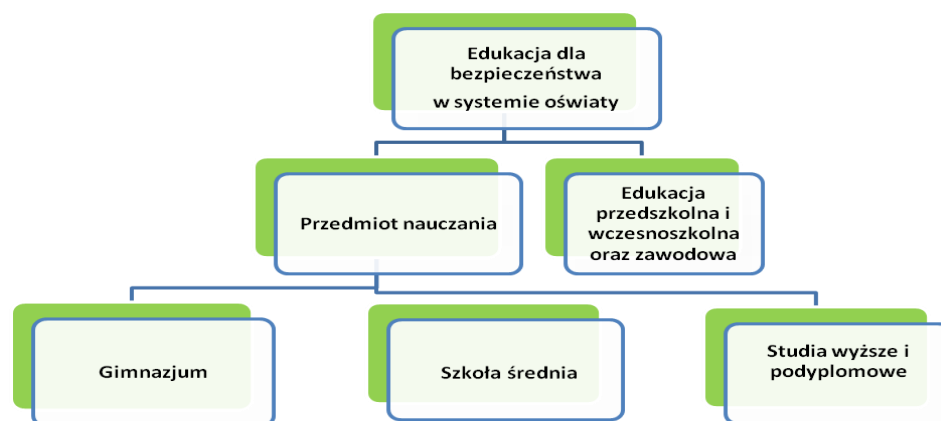 Edukacja dla
bezpieczeństwa
w systemie oświaty
Przedmiot nauczania
Edukacja
przedszkolna i
wczesnoszkolna
oraz zawodowa
Gimnazjum
Szkoła średnia
Studia wyższe i
podyplomowe